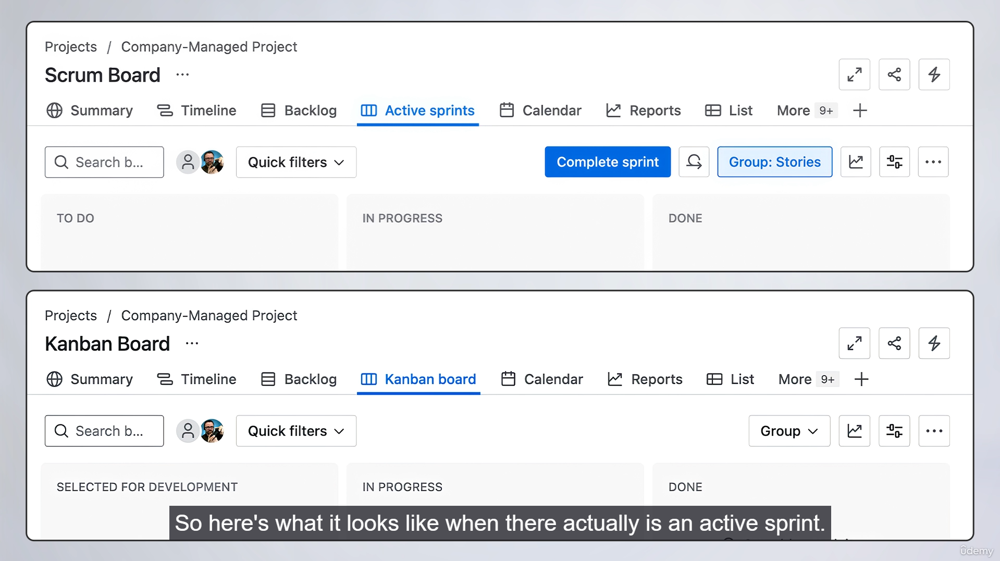 Projects / Company-Managed Project
Scrum Board ...
Summary Timeline Backlog Active sprints Calendar Reports List More 9+
Search b... Quick filters Complete sprint Group: Stories
TO DO IN PROGRESS DONE
Projects / Company-Managed Project
Kanban Board ...
Summary Timeline Backlog Kanban board Calendar Reports List More 9+
Search b... Quick filters Group
SELECTED FOR DEVELOPMENT IN PROGRESS DONE
So here's what it looks like when there actually is an active sprint.
ûdemy